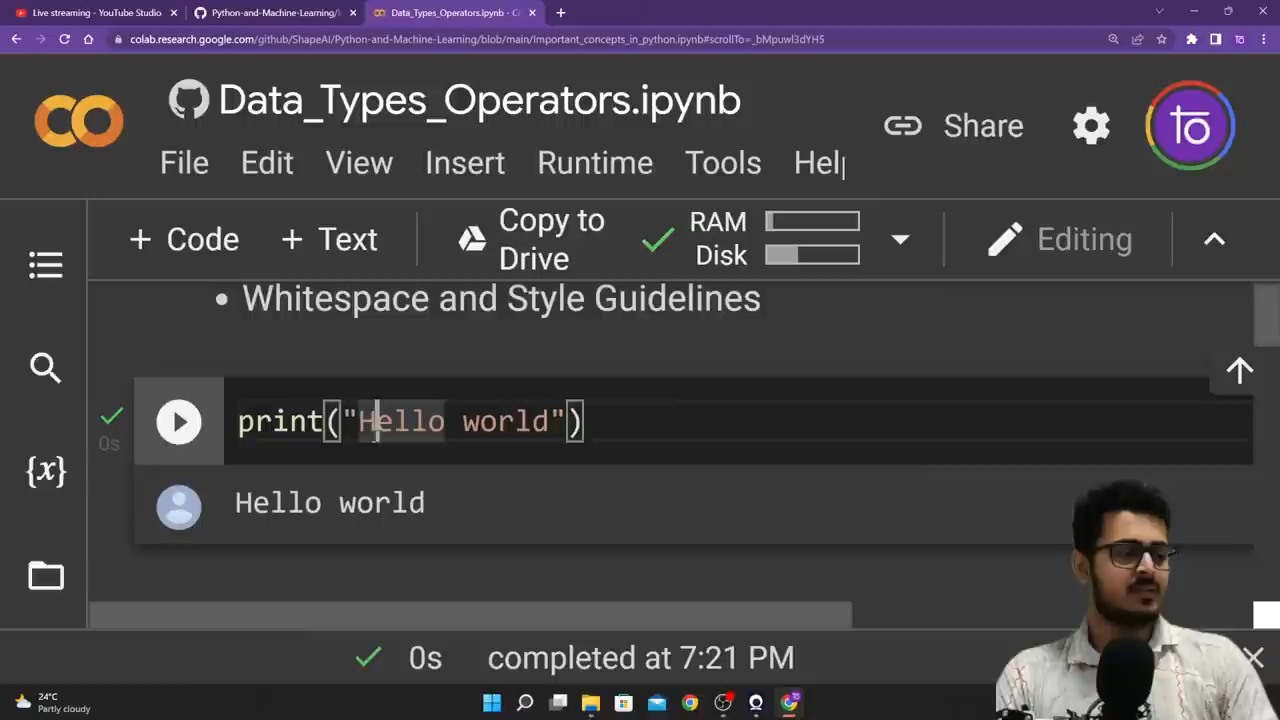 Live streaming - YouTube Studio
Python-and-Machine-Learning/
Data_Types_Operators.ipynb - C
colab.research.google.com/github/ShapeAI/Python-and-Machine-Learning/blob/main/Important_concepts_in_python.ipynb#scrollTo=_bMpuwl3dYH5
CO
Data_Types_Operators.ipynb
Share
to
File Edit View Insert Runtime Tools Help
+ Code
+ Text
Copy to Drive
RAM
Disk
Editing
• Whitespace and Style Guidelines
{x}
0s
print("Hello world")
Hello world
0s completed at 7:21 PM
24°C
Partly cloudy